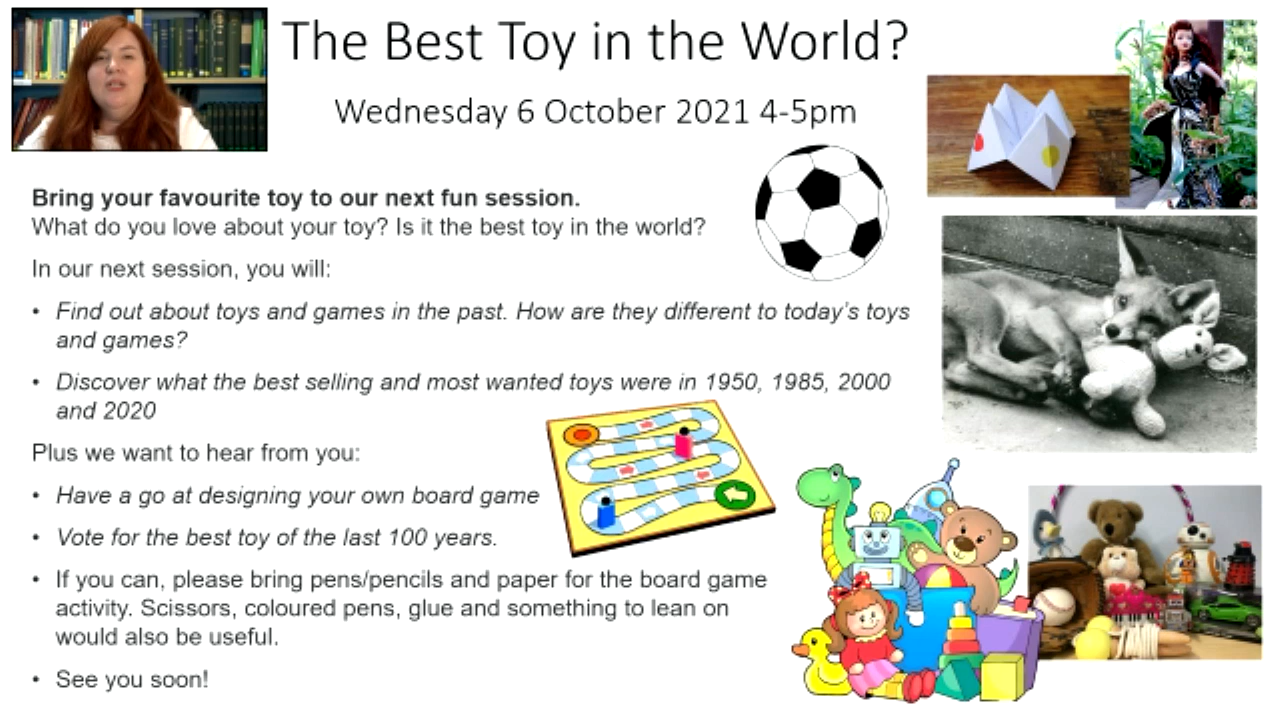 The Best Toy in the World?
Wednesday 6 October 2021 4-5pm
Bring your favourite toy to our next fun session.
What do you love about your toy? Is it the best toy in the world?
In our next session, you will:
• Find out about toys and games in the past. How are they different to today's toys
and games?
• Discover what the best selling and most wanted toys were in 1950, 1985, 2000
and 2020
Plus we want to hear from you:
• Have a go at designing your own board game
• Vote for the best toy of the last 100 years.
• If you can, please bring pens/pencils and paper for the board game
activity. Scissors, coloured pens, glue and something to lean on
would also be useful.
• See you soon!